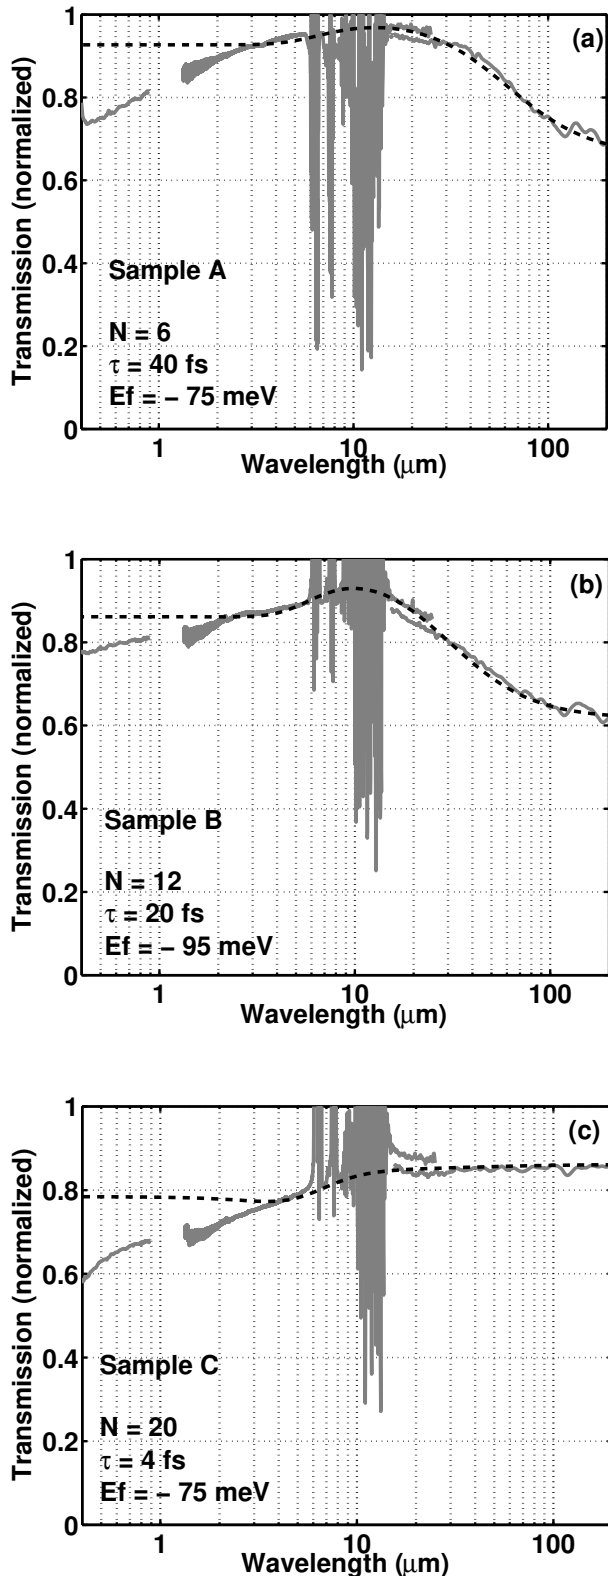 1
(a)
0.8
0.6
0.4
0.2
0
Transmission (normalized)
Sample A
N = 6
τ = 40 fs
Ef = − 75 meV
1
10
100
Wavelength (μm)
1
(b)
0.8
0.6
0.4
0.2
0
Transmission (normalized)
Sample B
N = 12
τ = 20 fs
Ef = − 95 meV
1
10
100
Wavelength (μm)
1
(c)
0.8
0.6
0.4
0.2
0
Transmission (normalized)
Sample C
N = 20
τ = 4 fs
Ef = − 75 meV
1
10
100
Wavelength (μm)